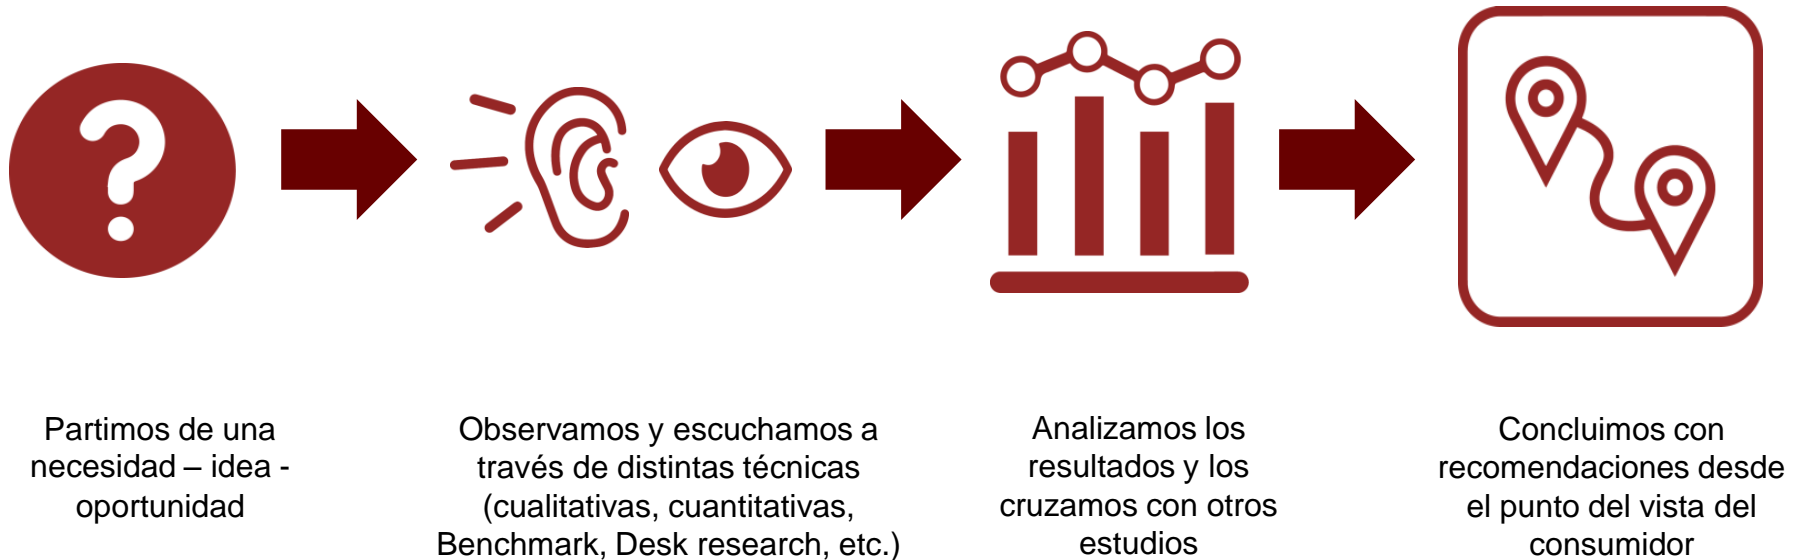 Partimos de una
necesidad – idea -
oportunidad
Observamos y escuchamos a
través de distintas técnicas
(cualitativas, cuantitativas,
Benchmark, Desk research, etc.)
Analizamos los
resultados y los
cruzamos con otros
estudios
Concluimos con
recomendaciones desde
el punto del vista del
consumidor